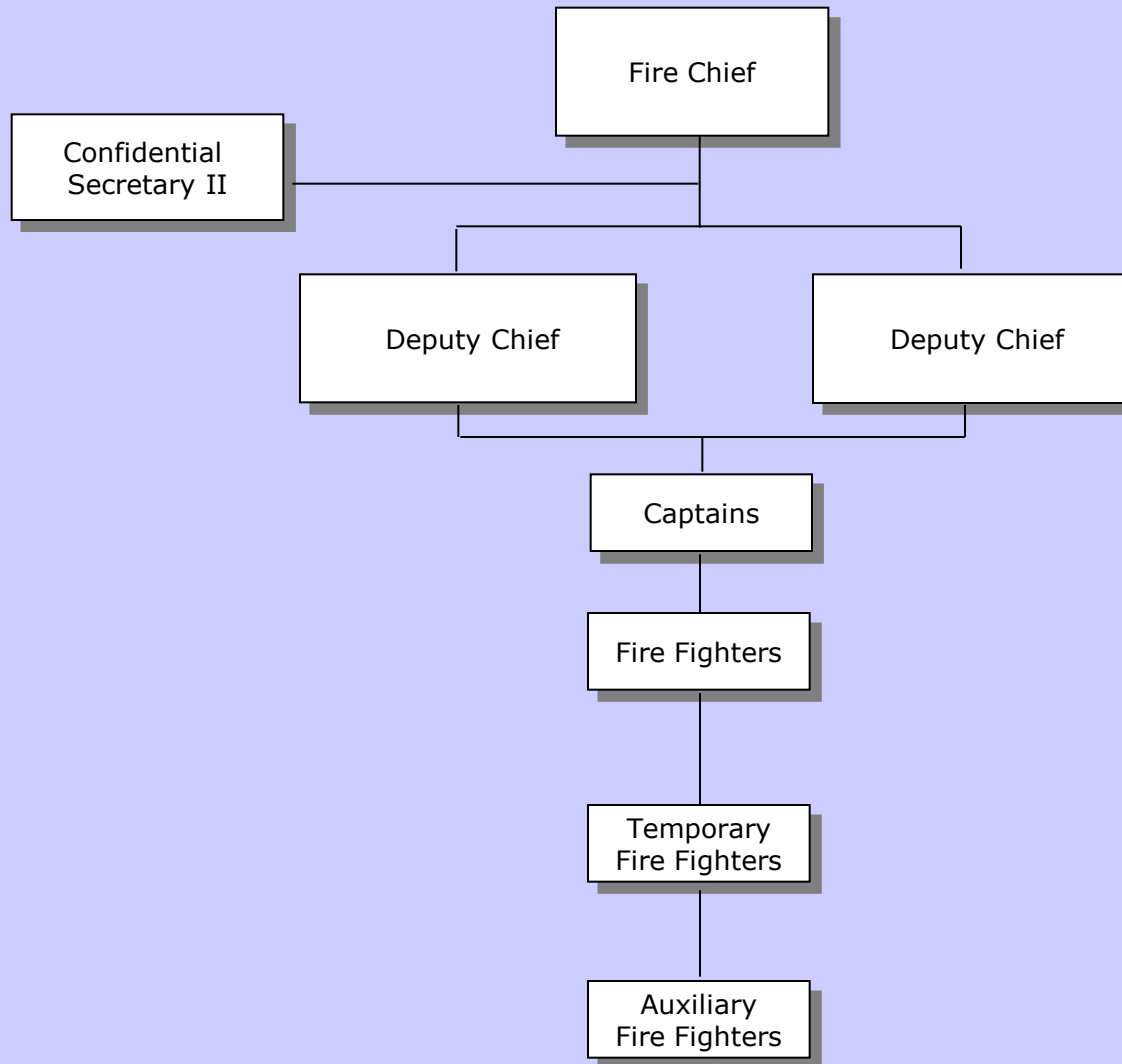 Fire Chief
Confidential
Secretary II
Deputy Chief
Deputy Chief
Captains
Fire Fighters
Temporary
Fire Fighters
Auxiliary
Fire Fighters